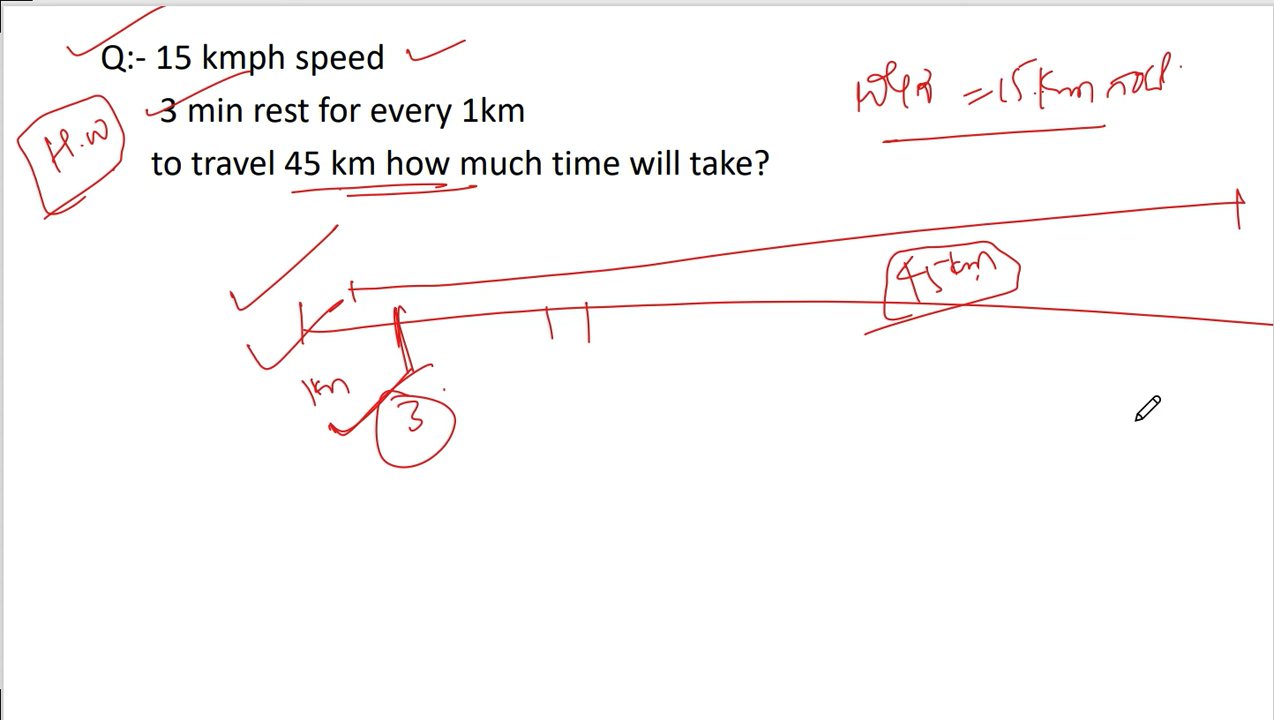 Q:- 15 kmph speed
3 min rest for every 1km
to travel 45 km how much time will take?
H.W
= 15 km
45 km
1km
3